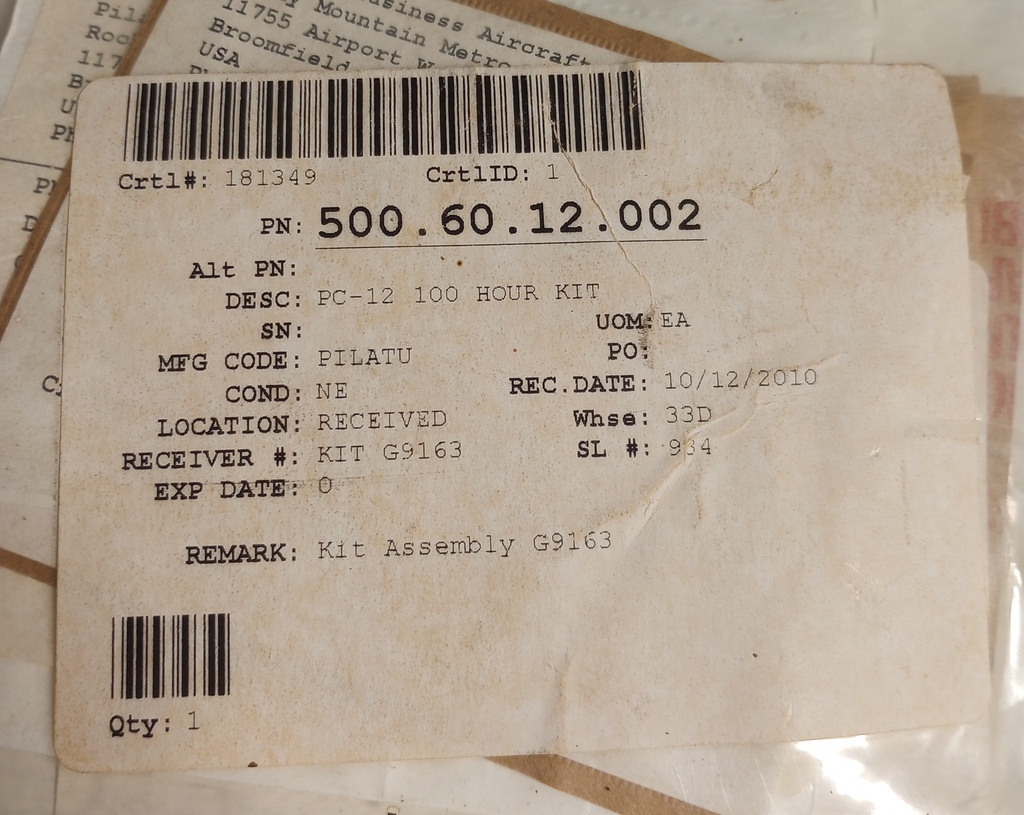 Business Aircraft
Mountain Metro
11755 Airport
Broomfield
USA
Crtl#: 181349 CrtlID: 1
PN: 500.60.12.002
Alt PN:
DESC: PC-12 100 HOUR KIT
SN: UOM: EA
MFG CODE: PILATU PO:
COND: NE REC.DATE: 10/12/2010
LOCATION: RECEIVED Whse: 33D
RECEIVER #: KIT G9163 SL #: 934
EXP DATE: 0
REMARK: Kit Assembly G9163
Qty: 1